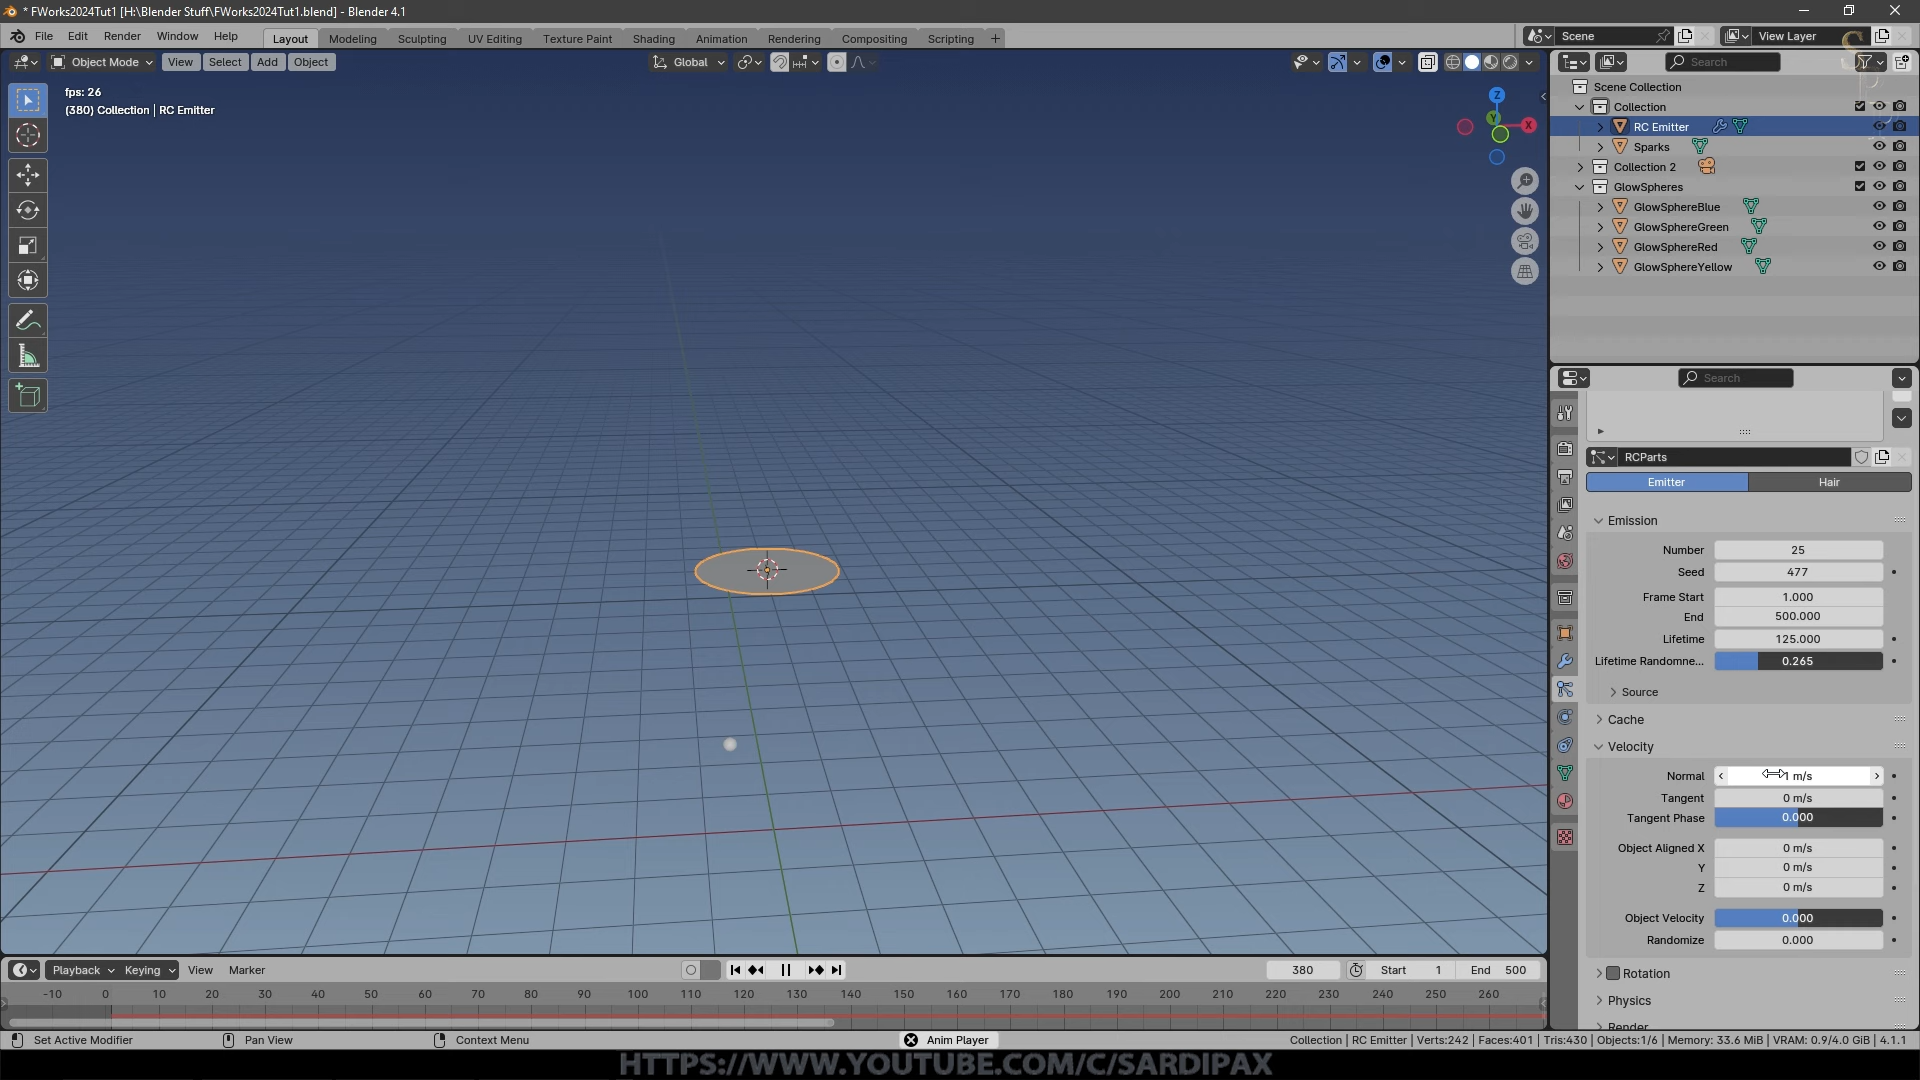 * FWorks2024Tut1 [H:\Blender Stuff\FWorks2024Tut1.blend] - Blender 4.1
File Edit Render Window Help
Layout Modeling Sculpting UV Editing Texture Paint Shading Animation Rendering Compositing Scripting
Scene
View Layer
Object Mode View Select Add Object
Global
Search
fps: 26
(380) Collection | RC Emitter
Z
Y
X
Scene Collection
Collection
RC Emitter
Sparks
Collection 2
GlowSpheres
GlowSphereBlue
GlowSphereGreen
GlowSphereRed
GlowSphereYellow
Search
RCParts
Emitter Hair
Emission
Number 25
Seed 477
Frame Start 1.000
End 500.000
Lifetime 125.000
Lifetime Randomne... 0.265
Source
Cache
Velocity
Normal 1 m/s
Tangent 0 m/s
Tangent Phase 0.000
Object Aligned X 0 m/s
Y 0 m/s
Z 0 m/s
Object Velocity 0.000
Randomize 0.000
Rotation
Physics
Render
Playback Keying View Marker
380 Start 1 End 500
-10 0 10 20 30 40 50 60 70 80 90 100 110 120 130 140 150 160 170 180 190 200 210 220 230 240 250 260
Set Active Modifier Pan View Context Menu Anim Player Collection | RC Emitter | Verts:242 | Faces:401 | Tris:430 | Objects:1/6 | Memory: 33.6 MiB | VRAM: 0.9/4.0 GiB | 4.1.1
HTTPS://WWW.YOUTUBE.COM/C/SARDIPAX